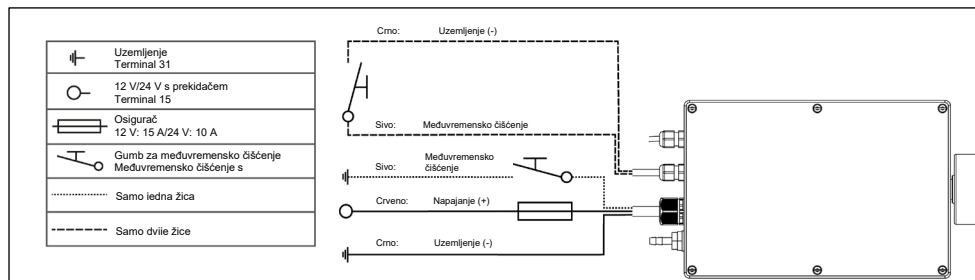 Uzemljenje
Terminal 31
12 V/24 V s prekidačem
Terminal 15
Osigurač
12 V: 15 A/24 V: 10 A
Gumb za međuvremensko čišćenje
Međuvremensko čišćenje s
Samo iedna žica
Samo dviie žice
Crno: Uzemljenje (-)
Sivo: Međuvremensko čišćenje
Sivo: Međuvremensko
čišćenje
Crveno: Napajanje (+)
Crno: Uzemljenje (-)